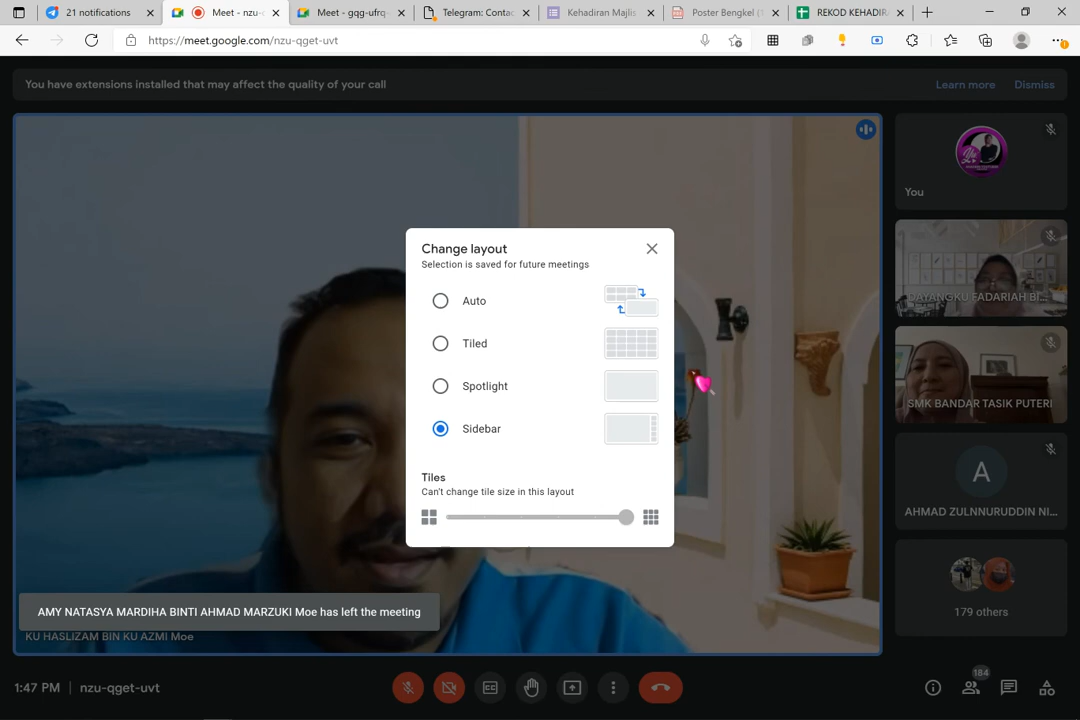 21 notifications
Meet - nzu-
Meet - gqg-ufrq-
Telegram: Contac
Kehadiran Majlis
Poster Bengkel (1
REKOD KEHADIRA
https://meet.google.com/nzu-qget-uvt
You have extensions installed that may affect the quality of your call
Learn more
Dismiss
You
DAYANGKU FADARIAH BI...
SMK BANDAR TASIK PUTERI
A
AHMAD ZULNNURUDDIN NI...
179 others
Change layout
Selection is saved for future meetings
Auto
Tiled
Spotlight
Sidebar
Tiles
Can't change tile size in this layout
AMY NATASYA MARDIHA BINTI AHMAD MARZUKI Moe has left the meeting
KU HASLIZAM BIN KU AZMI Moe
1:47 PM | nzu-qget-uvt
184